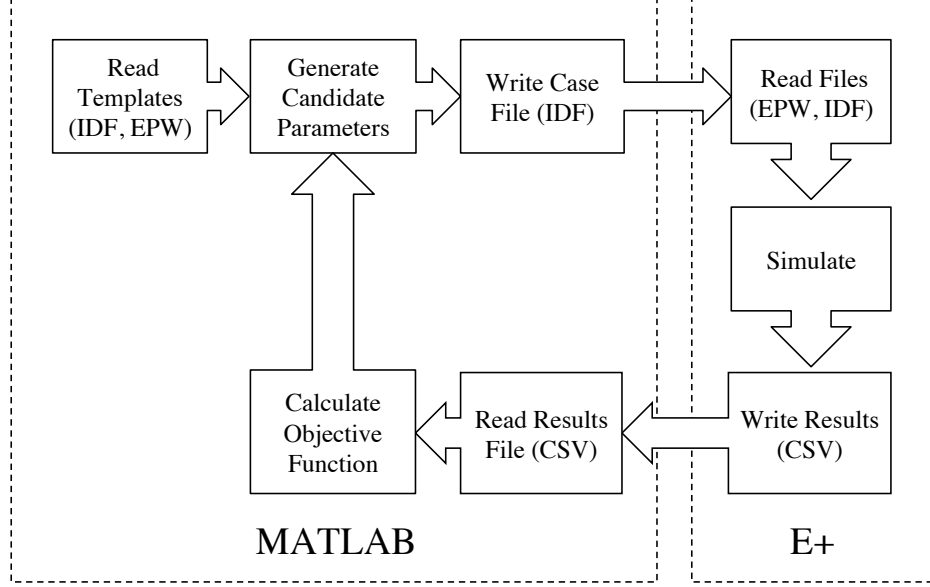 Read
Templates
(IDF, EPW)
Generate
Candidate
Parameters
Write Case
File (IDF)
Read Files
(EPW, IDF)
Simulate
Write Results
(CSV)
Read Results
File (CSV)
Calculate
Objective
Function
MATLAB
E+